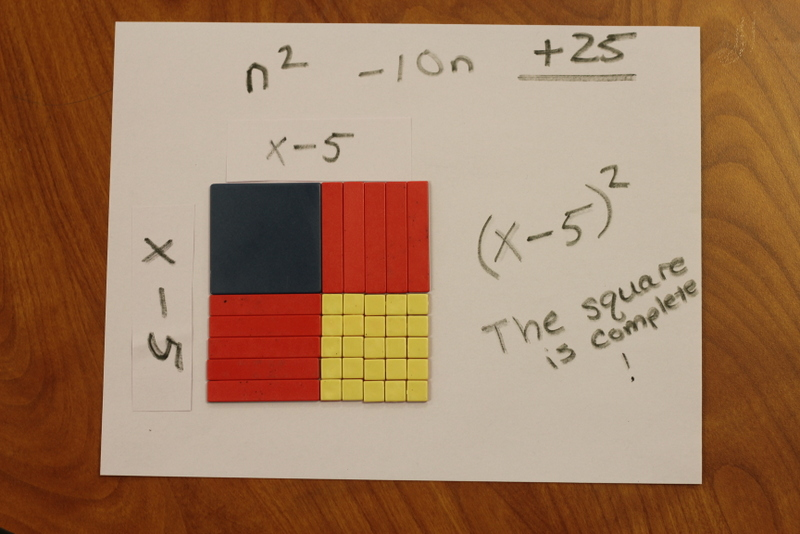 n² -10n +25
x-5
x-5
(x-5)²
The square
is complete
!